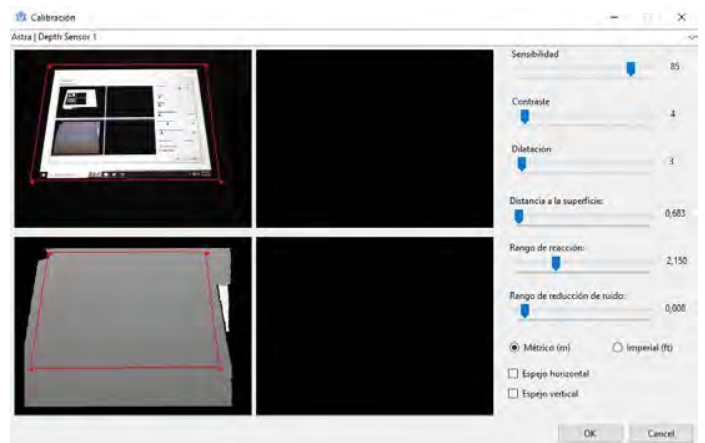 Calibración
Astra | Depth Sensor 1
Sensibilidad
85
Contraste
4
Dilatación
3
Distancia a la superficie:
0,683
Rango de reacción:
2,150
Rango de reducción de ruido:
0,008
Métrico (m)
Imperial (ft)
Espejo horizontal
Espejo vertical
OK
Cancel